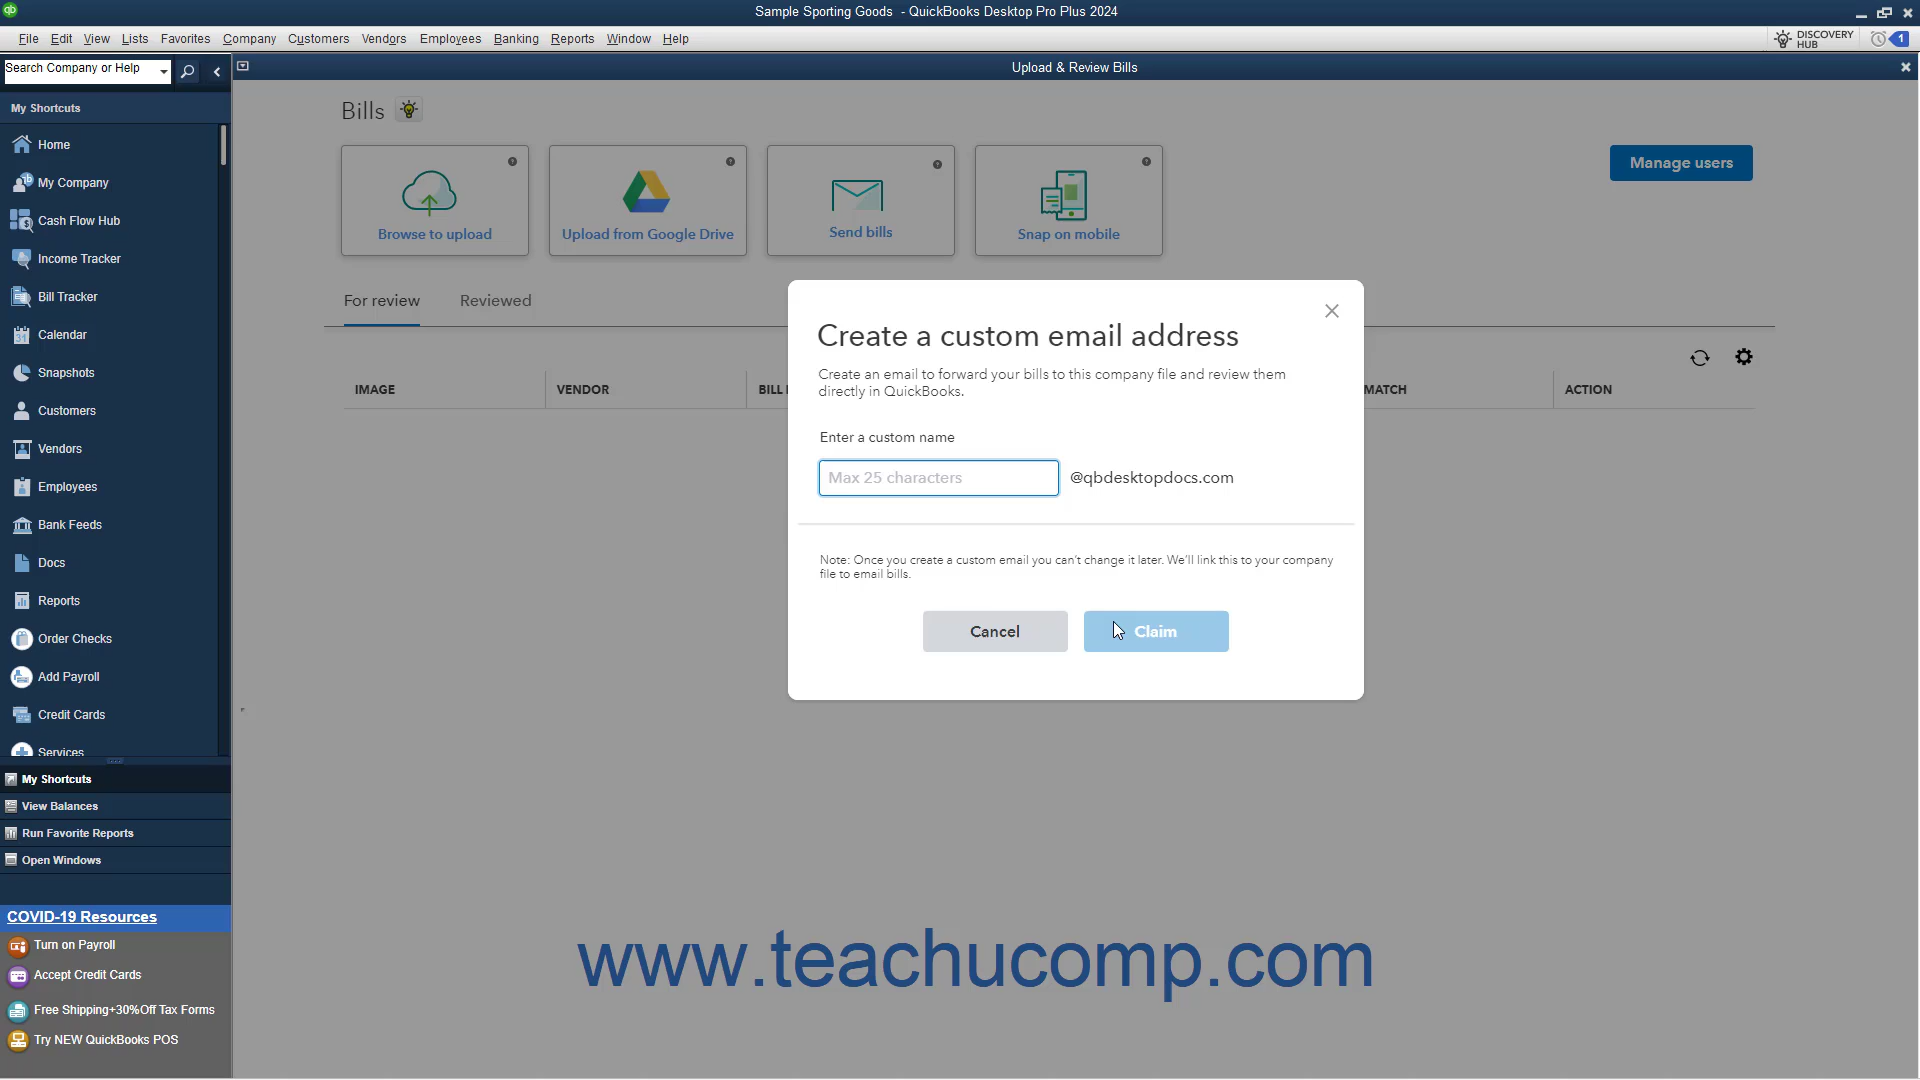 Sample Sporting Goods - QuickBooks Desktop Pro Plus 2024
File Edit View Lists Favorites Company Customers Vendors Employees Banking Reports Window Help
DISCOVERY HUB
1
Search Company or Help
Upload & Review Bills
My Shortcuts
Home
My Company
Cash Flow Hub
Income Tracker
Bill Tracker
Calendar
Snapshots
Customers
Vendors
Employees
Bank Feeds
Docs
Reports
Order Checks
Add Payroll
Credit Cards
Services
My Shortcuts
View Balances
Run Favorite Reports
Open Windows
COVID-19 Resources
Turn on Payroll
Accept Credit Cards
Free Shipping+30%Off Tax Forms
Try NEW QuickBooks POS
Bills
Browse to upload
Upload from Google Drive
Send bills
Snap on mobile
Manage users
For review Reviewed
IMAGE VENDOR BILL MATCH ACTION
Create a custom email address
Create an email to forward your bills to this company file and review them
directly in QuickBooks.
Enter a custom name
Max 25 characters @qbdesktopdocs.com
Note: Once you create a custom email you can't change it later. We'll link this to your company
file to email bills.
Cancel Claim
www.teachucomp.com